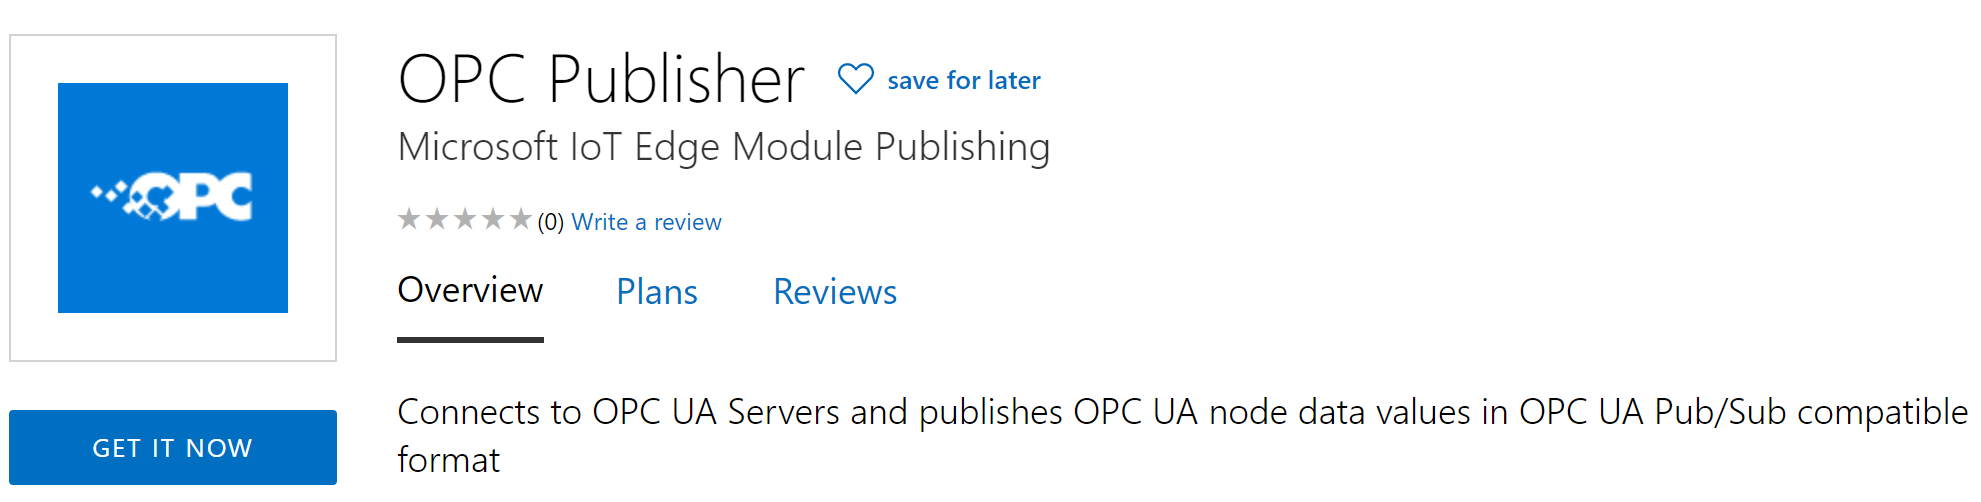 OPC
OPC Publisher
save for later
Microsoft IoT Edge Module Publishing
(0) Write a review
Overview Plans Reviews
Connects to OPC UA Servers and publishes OPC UA node data values in OPC UA Pub/Sub compatible
format
GET IT NOW